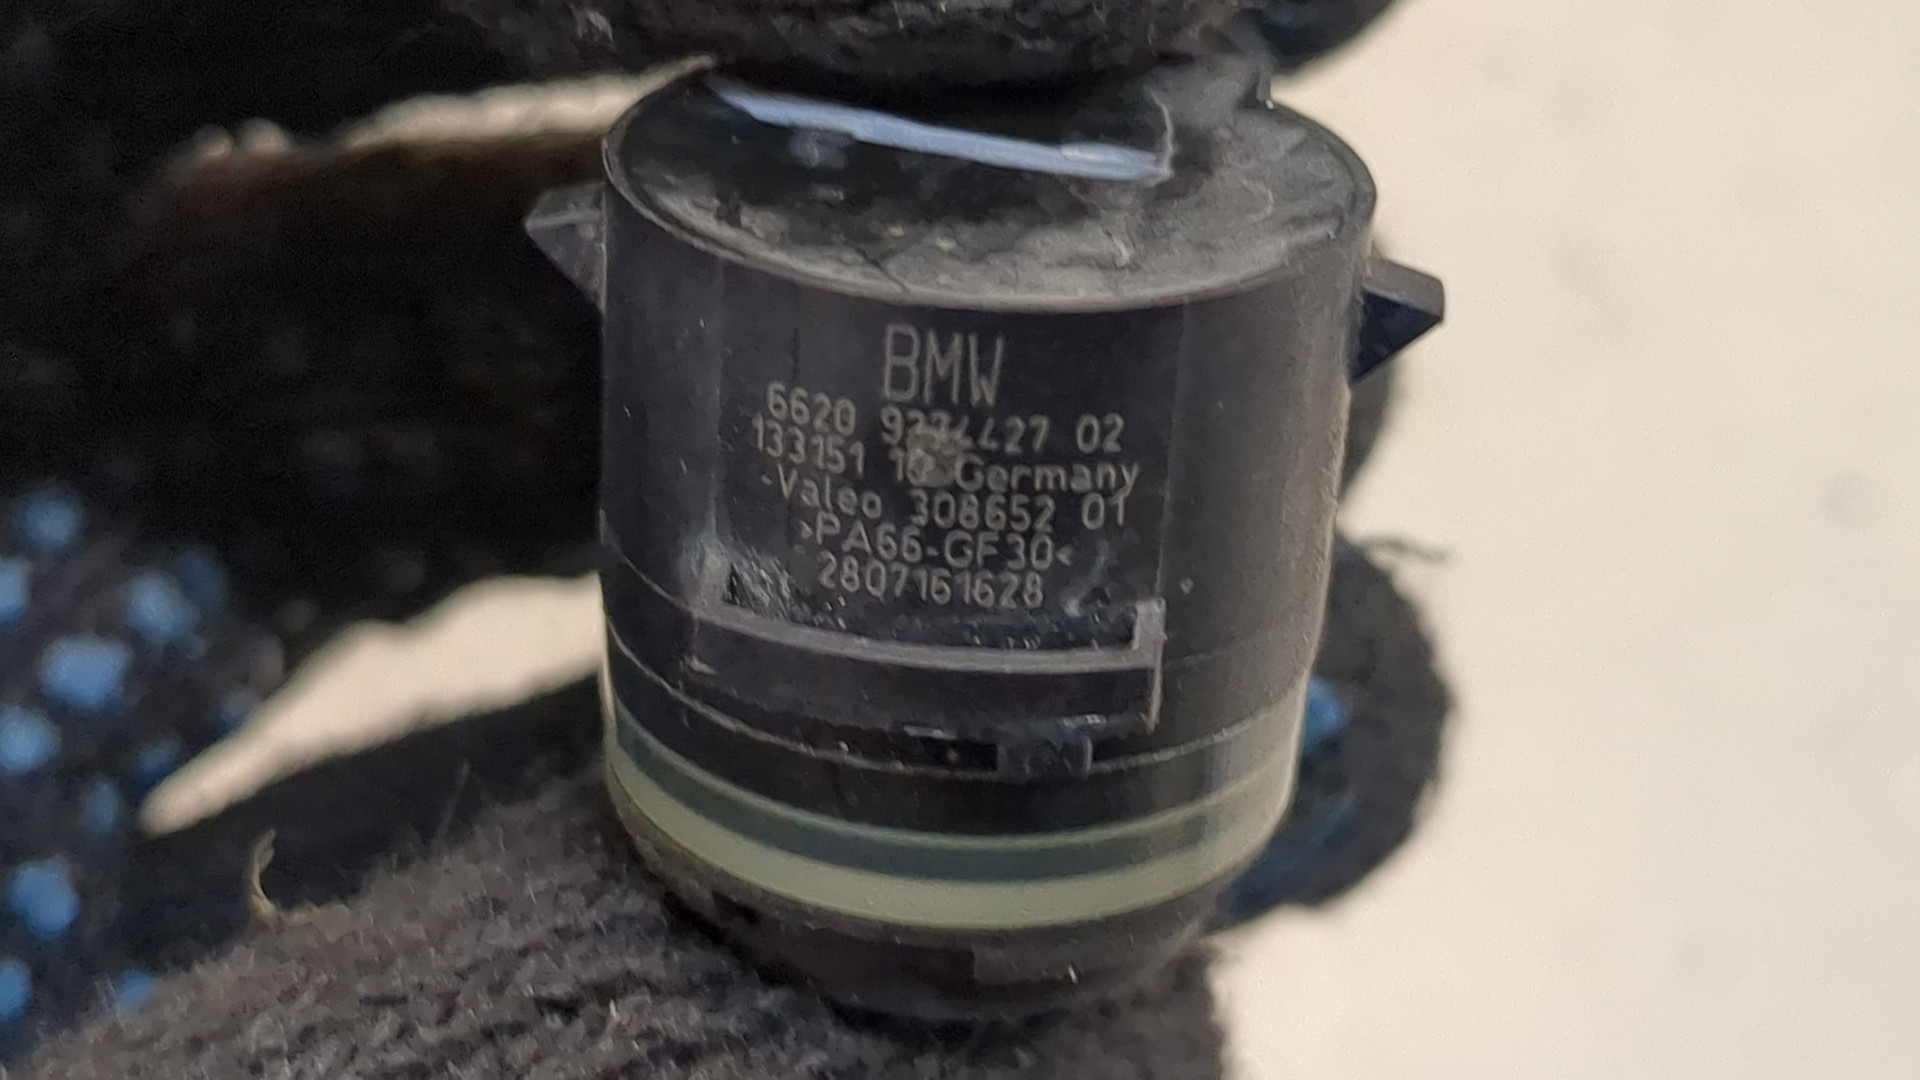 BMW
6620 9274427 02
133151 Germany
-Valeo 308652 01
>PA66-GF30<
2807161628